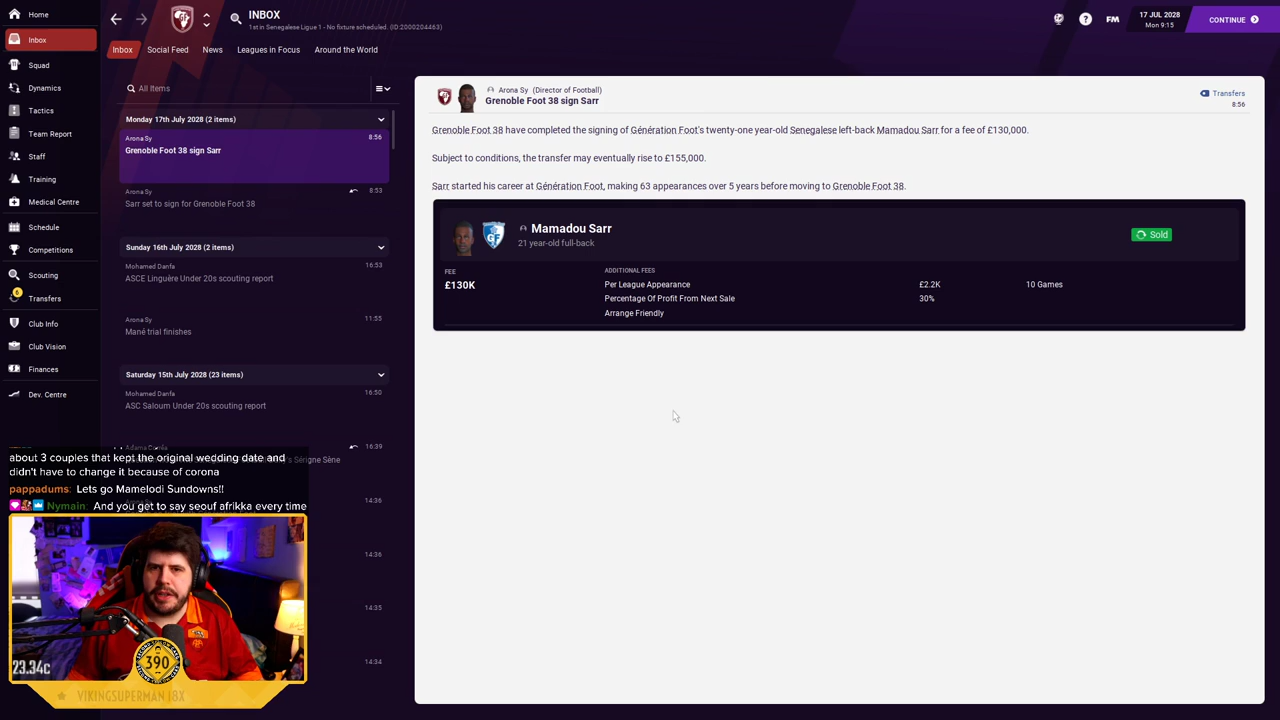 Home
Inbox
Squad
Dynamics
Tactics
Team Report
Staff
Training
Medical Centre
Schedule
Competitions
Scouting
6
Transfers
Club Info
Club Vision
Finances
Dev. Centre
INBOX
1st in Senegalese Ligue 1 - No fixture scheduled. (ID:2000204463)
FM
17 JUL 2028
Mon 9:15
CONTINUE
Inbox
Social Feed
News
Leagues in Focus
Around the World
All Items
Monday 17th July 2028 (2 items)
Arona Sy
8:56
Grenoble Foot 38 sign Sarr
Arona Sy
8:53
Sarr set to sign for Grenoble Foot 38
Sunday 16th July 2028 (2 items)
Mohamed Danfa
16:53
ASCE Linguère Under 20s scouting report
Arona Sy
11:55
Mané trial finishes
Saturday 15th July 2028 (23 items)
Mohamed Danfa
16:50
ASC Saloum Under 20s scouting report
16:39
's Sérigne Sène
14:36
14:36
14:35
14:34
Arona Sy (Director of Football)
Grenoble Foot 38 sign Sarr
Transfers
8:56
Grenoble Foot 38 have completed the signing of Génération Foot's twenty-one year-old Senegalese left-back Mamadou Sarr for a fee of £130,000.
Subject to conditions, the transfer may eventually rise to £155,000.
Sarr started his career at Génération Foot, making 63 appearances over 5 years before moving to Grenoble Foot 38.
Mamadou Sarr
21 year-old full-back
Sold
FEE
£130K
ADDITIONAL FEES
Per League Appearance
£2.2K
10 Games
Percentage Of Profit From Next Sale
30%
Arrange Friendly
about 3 couples that kept the original wedding date and
didn't have to change it because of corona
pappadums: Lets go Mamelodi Sundowns!!
Nymain: And you get to say seouf afrikka every time
23.34c
390
VIKINGSUPERMAN 18X